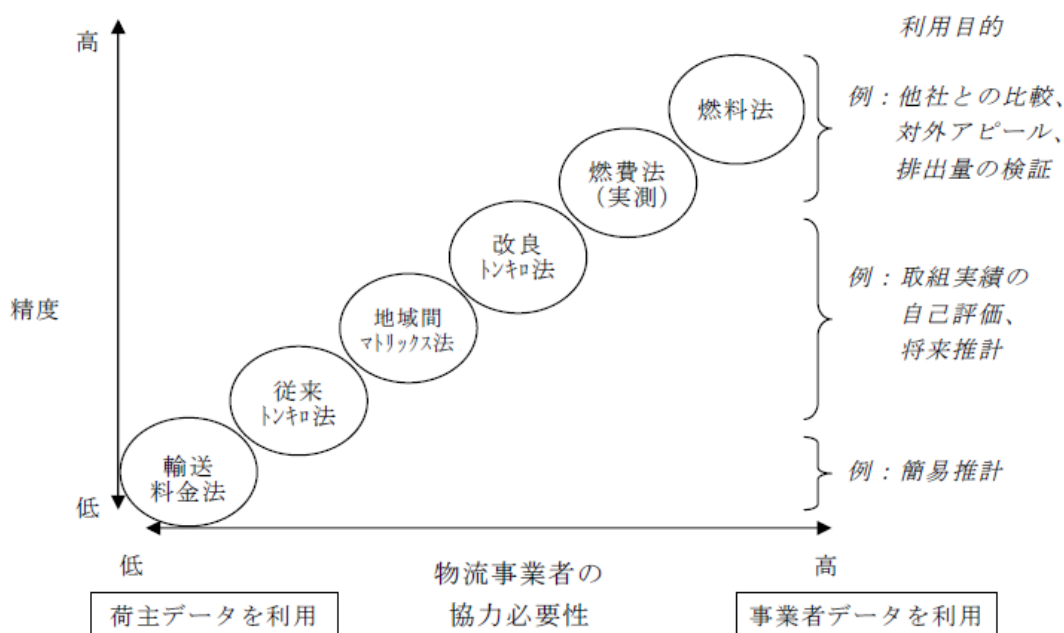 利用目的
高
例：他社との比較、
対外アピール、
排出量の検証
燃料法
燃費法
（実測）
改良
ﾄﾝｷﾛ法
例：取組実績の
自己評価、
将来推計
精度
地域間
ﾏﾄﾘｯｸｽ法
従来
ﾄﾝｷﾛ法
輸送
料金法
例：簡易推計
低
低
物流事業者の
協力必要性
高
荷主データを利用
事業者データを利用